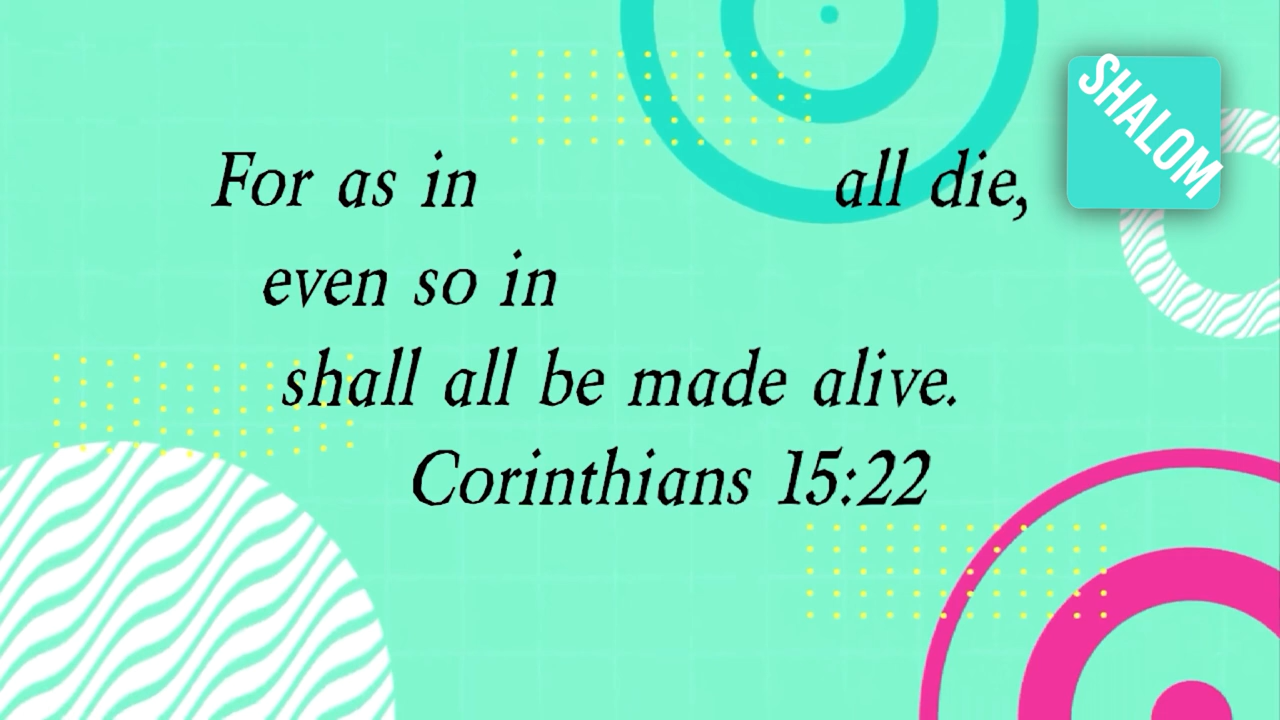 SHALOM
For as in all die,
even so in
shall all be made alive.
Corinthians 15:22